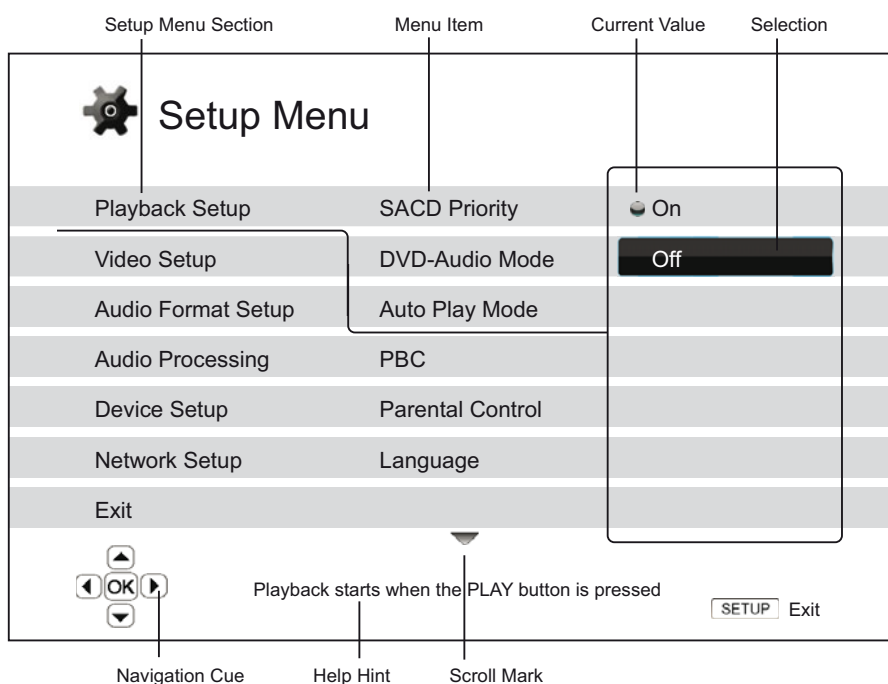 Setup Menu Section Menu Item Current Value Selection
Setup Menu
Playback Setup SACD Priority On
Video Setup DVD-Audio Mode Off
Audio Format Setup Auto Play Mode
Audio Processing PBC
Device Setup Parental Control
Network Setup Language
Exit
OK
Playback starts when the PLAY button is pressed
SETUP Exit
Navigation Cue Help Hint Scroll Mark